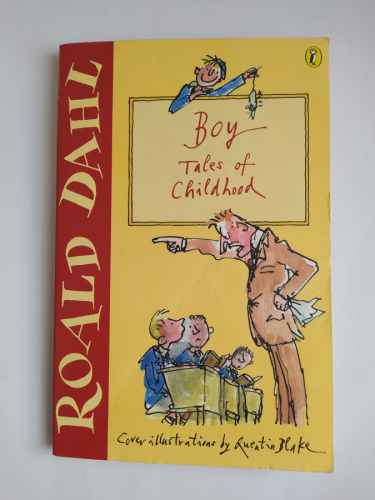 ROALD DAHL
Boy
Tales of
Childhood
Cover illustrations by Quentin Blake